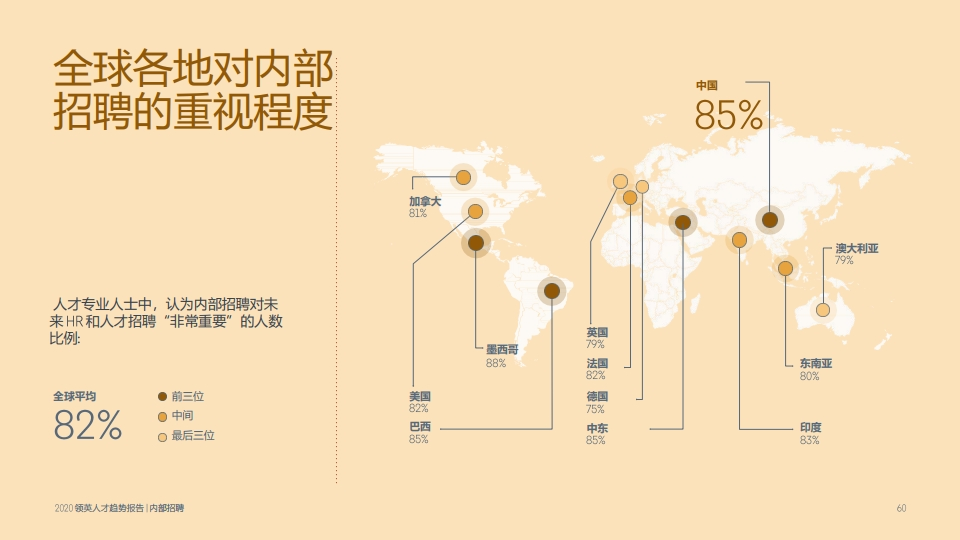 全球各地对内部
招聘的重视程度
人才专业人士中，认为内部招聘对未
来 HR 和人才招聘“非常重要”的人数
比例:
全球平均
82%
前三位
中间
最后三位
中国
85%
加拿大
81%
澳大利亚
79%
墨西哥
88%
美国
82%
巴西
85%
英国
79%
法国
82%
德国
75%
中东
85%
东南亚
80%
印度
83%
2020 领英人才趋势报告 | 内部招聘
60